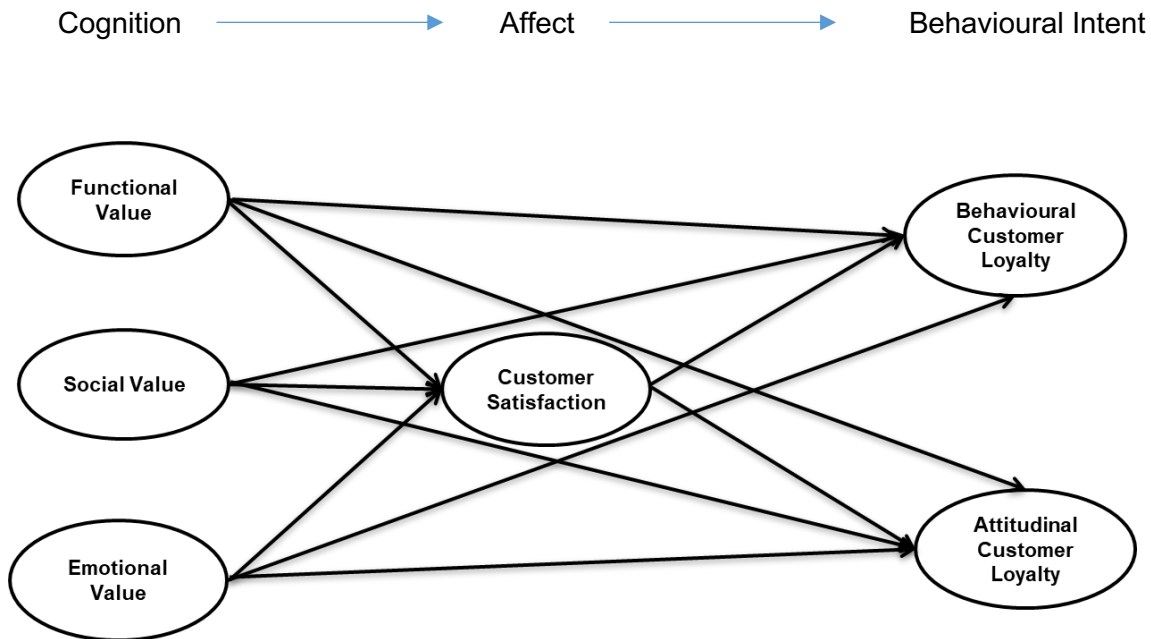 Cognition
Affect
Behavioural Intent
Functional
Value
Behavioural
Customer
Loyalty
Social Value
Customer
Satisfaction
Emotional
Value
Attitudinal
Customer
Loyalty